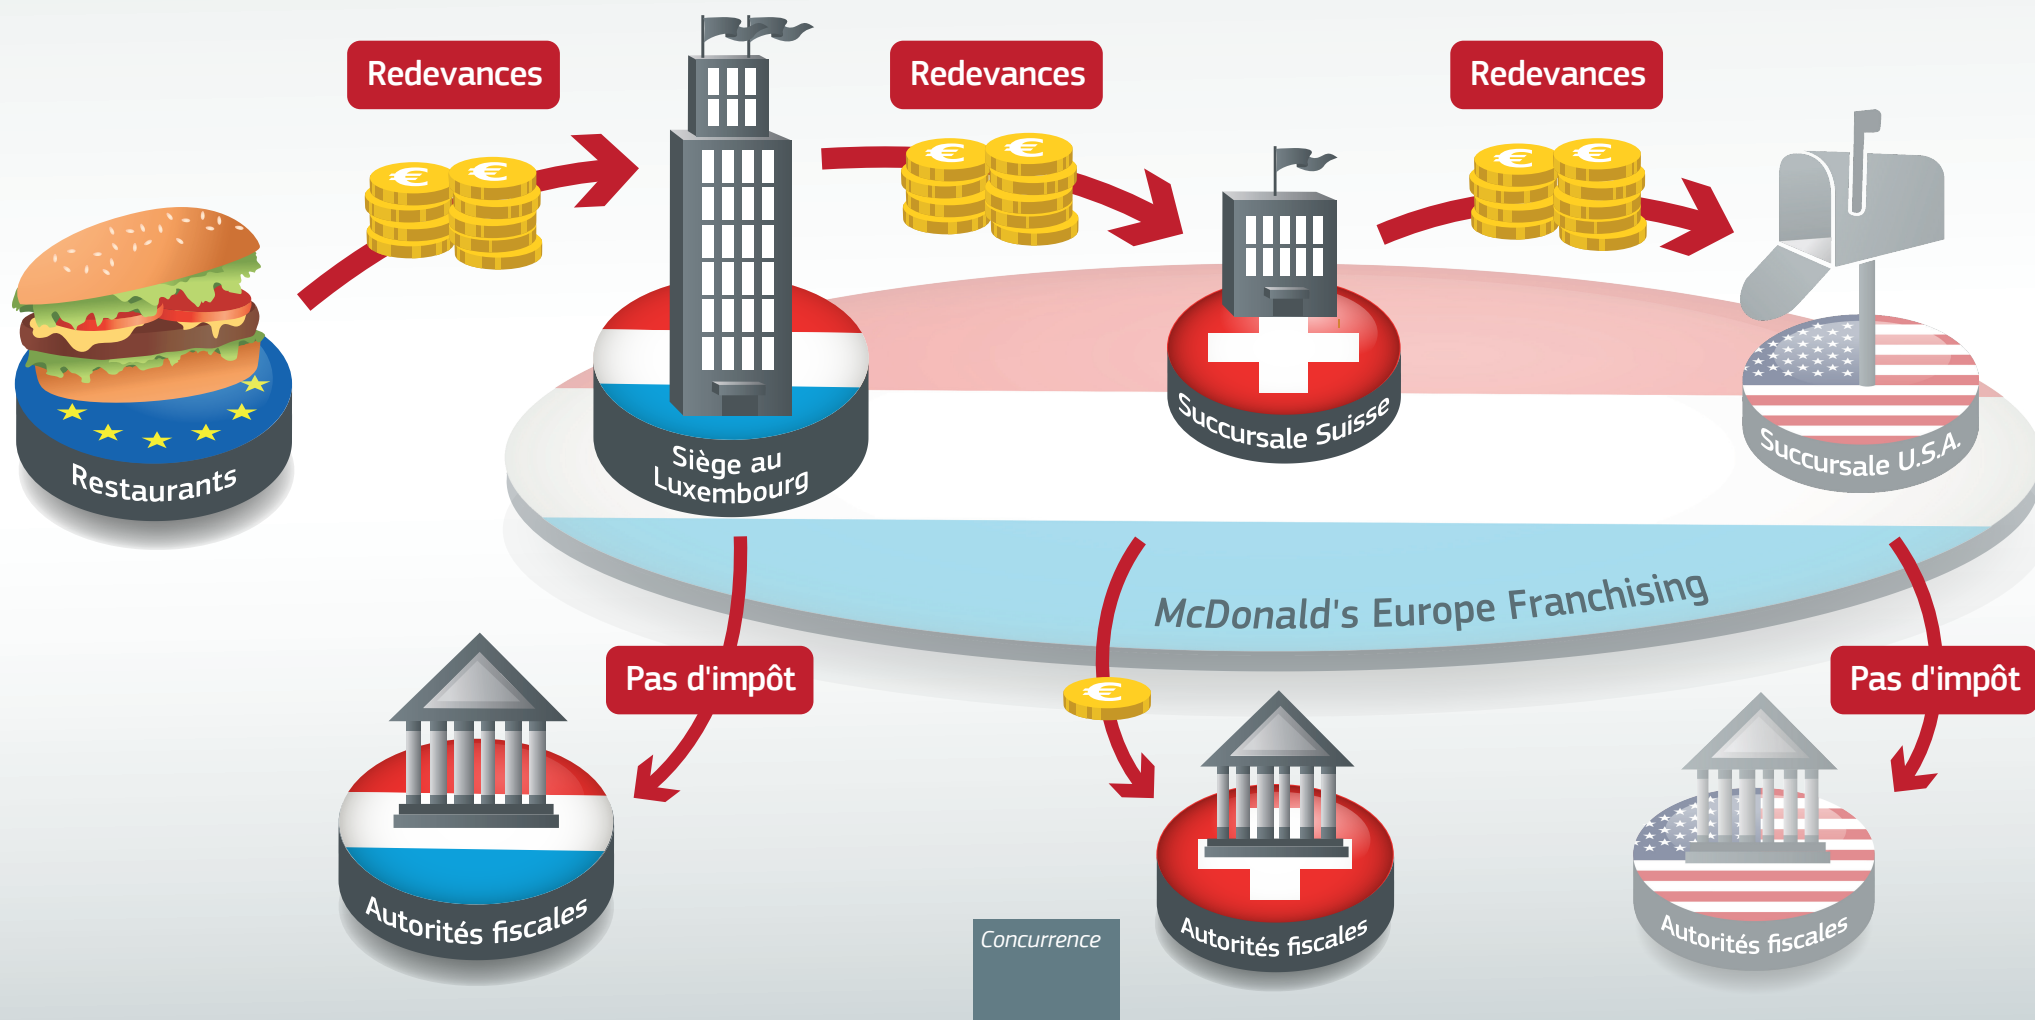 Redevances
Redevances
Redevances
Restaurants
Siège au
Luxembourg
Succursale Suisse
Succursale U.S.A.
McDonald's Europe Franchising
Pas d'impôt
Pas d'impôt
Autorités fiscales
Autorités fiscales
Autorités fiscales
Concurrence